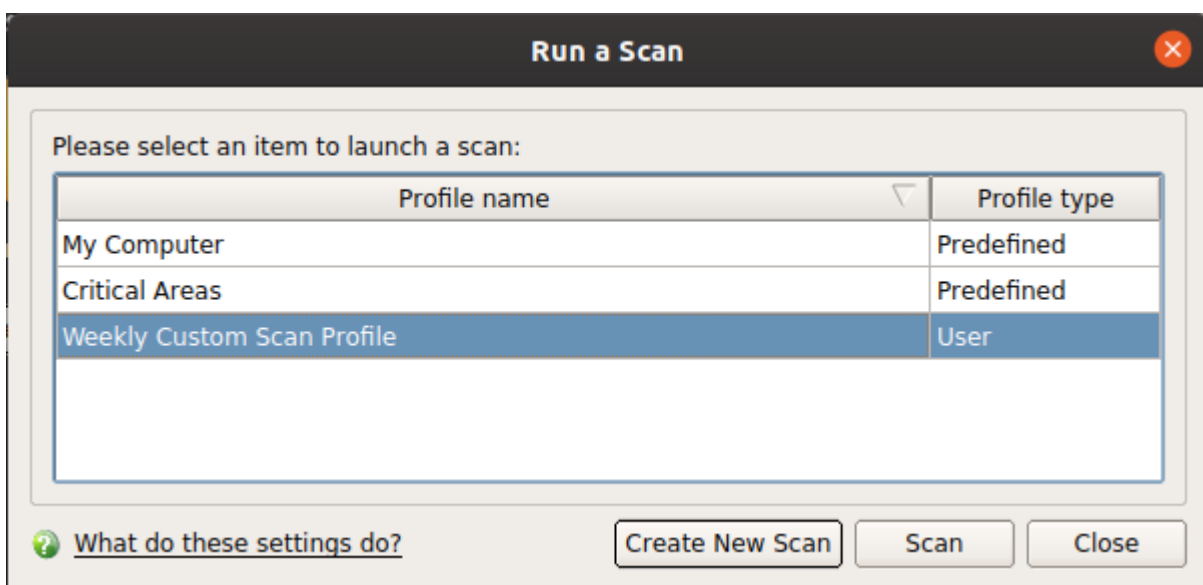 Run a Scan
Please select an item to launch a scan:
Profile name Profile type
My Computer Predefined
Critical Areas Predefined
Weekly Custom Scan Profile User
What do these settings do? Create New Scan Scan Close